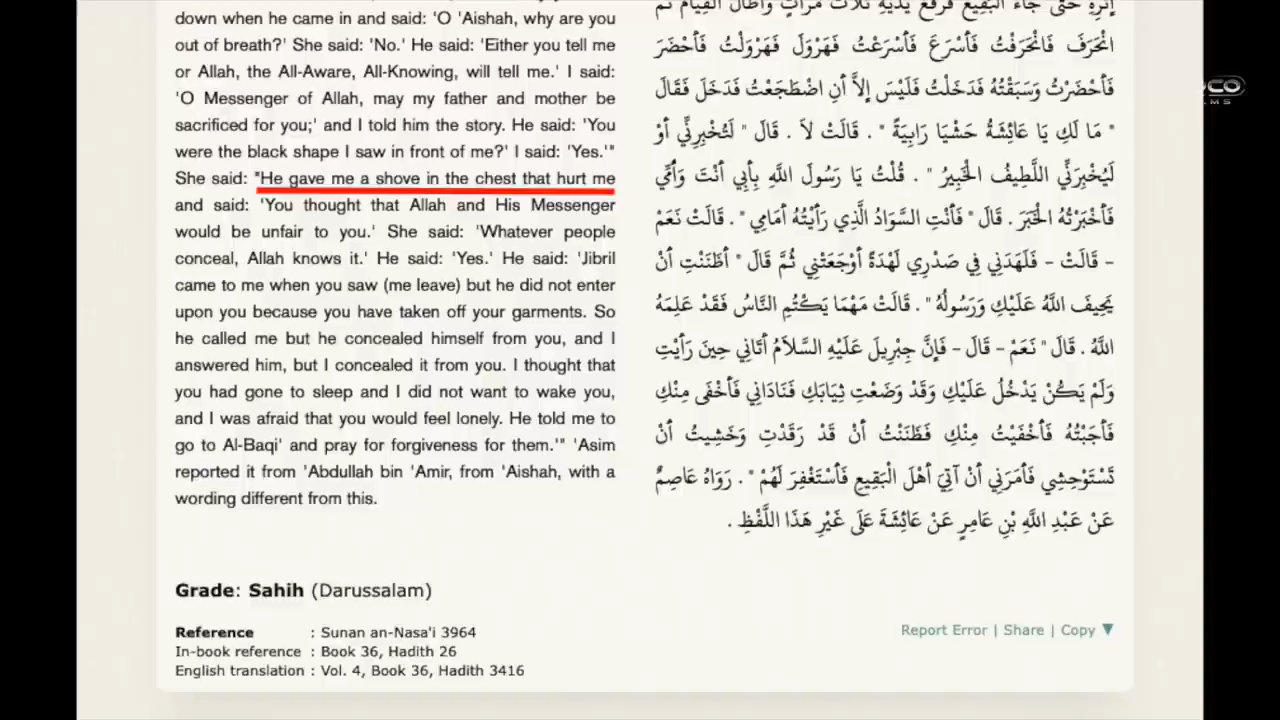 down when he came in and said: 'O 'Aishah, why are you
out of breath?' She said: 'No.' He said: 'Either you tell me
or Allah, the All-Aware, All-Knowing, will tell me.' I said:
'O Messenger of Allah, may my father and mother be
sacrificed for you;' and I told him the story. He said: 'You
were the black shape I saw in front of me?' I said: 'Yes.'"
She said: "He gave me a shove in the chest that hurt me
and said: 'You thought that Allah and His Messenger
would be unfair to you.' She said: 'Whatever people
conceal, Allah knows it.' He said: 'Yes.' He said: 'Jibril
came to me when you saw (me leave) but he did not enter
upon you because you have taken off your garments. So
he called me but he concealed himself from you, and I
answered him, but I concealed it from you. I thought that
you had gone to sleep and I did not want to wake you,
and I was afraid that you would feel lonely. He told me to
go to Al-Baqi' and pray for forgiveness for them.'" 'Asim
reported it from 'Abdullah bin 'Amir, from 'Aishah, with a
wording different from this.
إِثْرِهِ حَتَّى جَاءَ الْبَقِيعَ فَرَفَعَ يَدَيْهِ ثَلاَثَ مَرَّاتٍ وَأَطَالَ الْقِيَامَ ثُمَّ
انْحَرَفَ فَانْحَرَفْتُ فَأَسْرَعَ فَأَسْرَعْتُ فَهَرْوَلَ فَهَرْوَلْتُ فَأَحْضَرَ
فَأَحْضَرْتُ وَسَبَقْتُهُ فَدَخَلْتُ فَلَيْسَ إِلاَّ أَنِ اضْطَجَعْتُ فَدَخَلَ فَقَالَ
" مَا لَكِ يَا عَائِشَةُ حَشْيَا رَابِيَةً " . قَالَتْ لاَ . قَالَ " لَتُخْبِرِنِّي أَوْ
لَيُخْبِرَنِّي اللَّطِيفُ الْخَبِيرُ " . قُلْتُ يَا رَسُولَ اللَّهِ بِأَبِي أَنْتَ وَأُمِّي
فَأَخْبَرْتُهُ الْخَبَرَ . قَالَ " فَأَنْتِ السَّوَادُ الَّذِي رَأَيْتُهُ أَمَامِي " . قَالَتْ نَعَمْ
- قَالَتْ - فَلَهَدَنِي فِي صَدْرِي لَهْدَةً أَوْجَعَتْنِي ثُمَّ قَالَ " أَظَنَنْتِ أَنْ
يَحِيفَ اللَّهُ عَلَيْكِ وَرَسُولُهُ " . قَالَتْ مَهْمَا يَكْتُمِ النَّاسُ فَقَدْ عَلِمَهُ
اللَّهُ . قَالَ " نَعَمْ - قَالَ - فَإِنَّ جِبْرِيلَ عَلَيْهِ السَّلاَمُ أَتَانِي حِينَ رَأَيْتِ
وَلَمْ يَكُنْ يَدْخُلُ عَلَيْكِ وَقَدْ وَضَعْتِ ثِيَابَكِ فَنَادَانِي فَأَخْفَى مِنْكِ
فَأَجَبْتُهُ فَأَخْفَيْتُ مِنْكِ فَظَنَنْتُ أَنْ قَدْ رَقَدْتِ وَخَشِيتُ أَنْ
تَسْتَوْحِشِي فَأَمَرَنِي أَنْ آتِيَ أَهْلَ الْبَقِيعِ فَأَسْتَغْفِرَ لَهُمْ " . رَوَاهُ عَاصِمٌ
عَنْ عَبْدِ اللَّهِ بْنِ عَامِرٍ عَنْ عَائِشَةَ عَلَى غَيْرِ هَذَا اللَّفْظِ .
Grade: Sahih (Darussalam)
Reference : Sunan an-Nasa'i 3964
In-book reference : Book 36, Hadith 26
English translation : Vol. 4, Book 36, Hadith 3416
Report Error | Share | Copy ▼